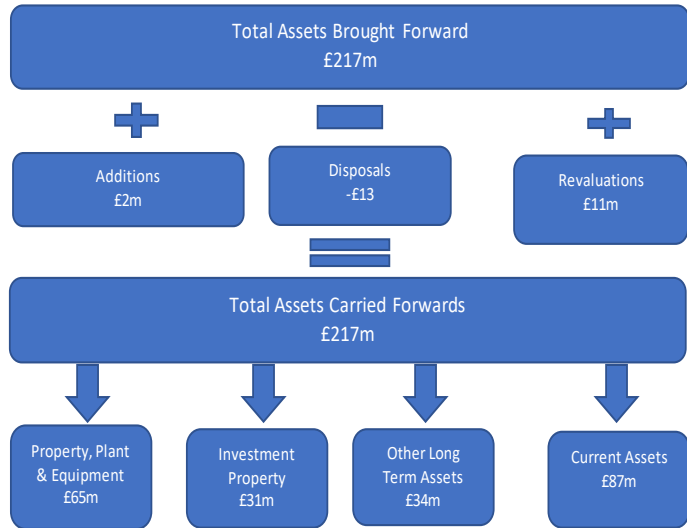 Total Assets Brought Forward
£217m
Additions
£2m
Disposals
-£13
Revaluations
£11m
Total Assets Carried Forwards
£217m
Property, Plant
& Equipment
£65m
Investment
Property
£31m
Other Long
Term Assets
£34m
Current Assets
£87m